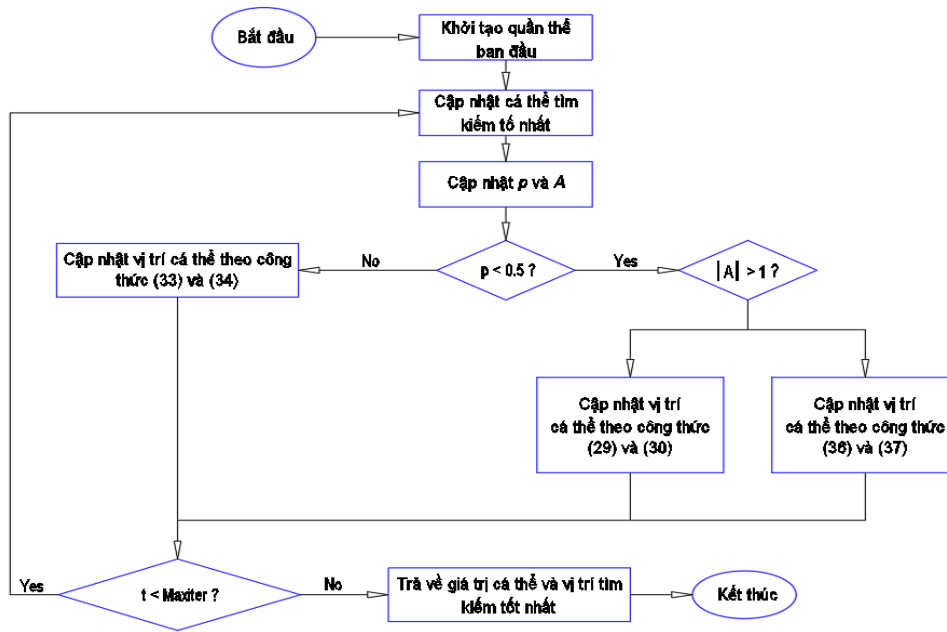 Bắt đầu
Khởi tạo quần thể
ban đầu
Cập nhật cá thể tìm
kiếm tố nhất
Cập nhật p và A
Cập nhật vị trí cá thể theo công
thức (33) và (34)
No
p < 0.5 ?
Yes
|A| > 1 ?
Cập nhật vị trí
cá thể theo công thức
(29) và (30)
Cập nhật vị trí
cá thể theo công thức
(36) và (37)
Yes
t < Maxiter ?
No
Trả về giá trị cá thể và vị trí tìm
kiếm tốt nhất
Kết thúc